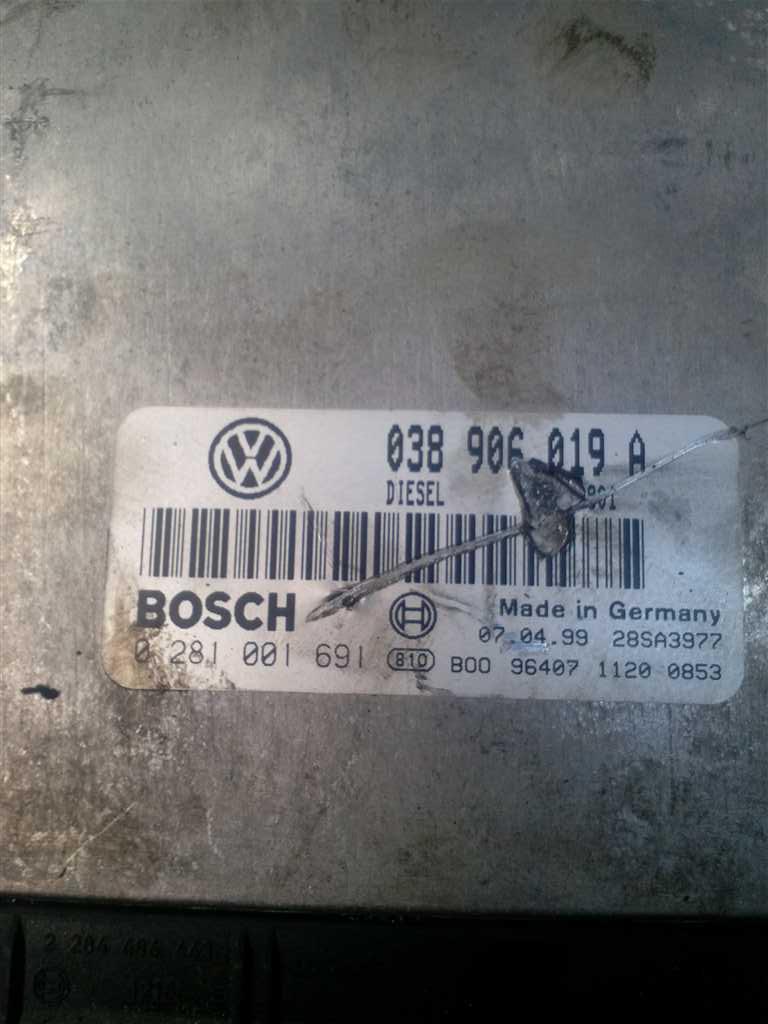 038 906 019 A
DIESEL
BOSCH
Made in Germany
07.04.99 28SA3977
0 281 001 691 810 B00 96407 1120 0853